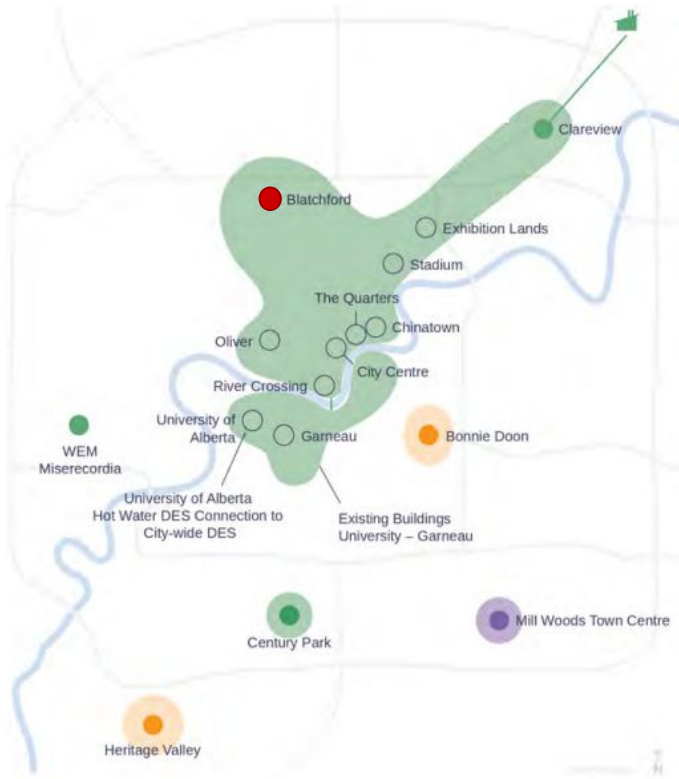 Clareview
Blatchford
Exhibition Lands
Stadium
The Quarters
Chinatown
Oliver
City Centre
River Crossing
University of
Alberta
Garneau
Bonnie Doon
WEM
Miserecordia
University of Alberta
Hot Water DES Connection to
City-wide DES
Existing Buildings
University – Garneau
Century Park
Mill Woods Town Centre
Heritage Valley